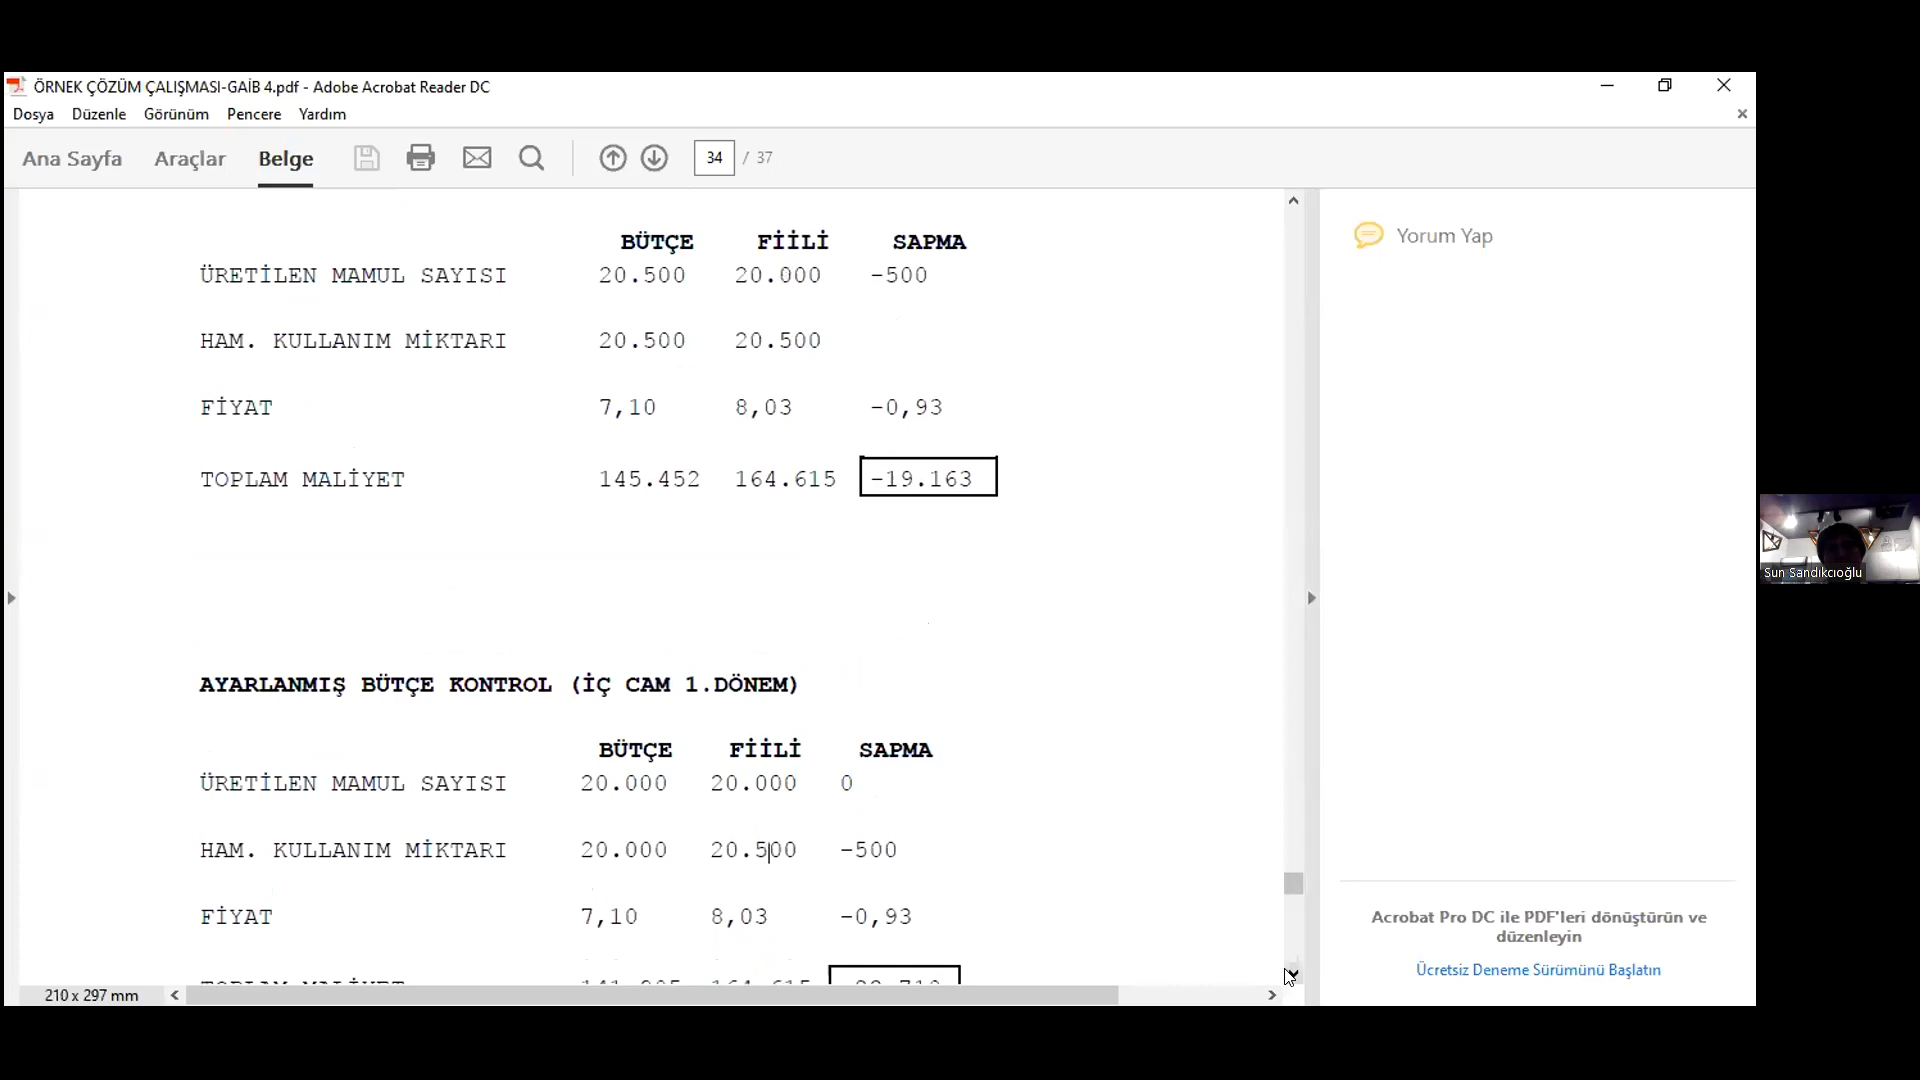 ÖRNEK ÇÖZÜM ÇALIŞMASI-GAİB 4.pdf - Adobe Acrobat Reader DC
Dosya Düzenle Görünüm Pencere Yardım
Ana Sayfa Araçlar Belge 34 / 37
BÜTÇE FİİLİ SAPMA
ÜRETİLEN MAMUL SAYISI 20.500 20.000 -500
HAM. KULLANIM MİKTARI 20.500 20.500
FİYAT 7,10 8,03 -0,93
TOPLAM MALİYET 145.452 164.615 -19.163
AYARLANMIŞ BÜTÇE KONTROL (İÇ CAM 1.DÖNEM)
BÜTÇE FİİLİ SAPMA
ÜRETİLEN MAMUL SAYISI 20.000 20.000 0
HAM. KULLANIM MİKTARI 20.000 20.500 -500
FİYAT 7,10 8,03 -0,93
TOPLAM MALİYET
210 x 297 mm
Yorum Yap
Acrobat Pro DC ile PDF'leri dönüştürün ve
düzenleyin
Ücretsiz Deneme Sürümünü Başlatın
Sun Sandıkcıoğlu